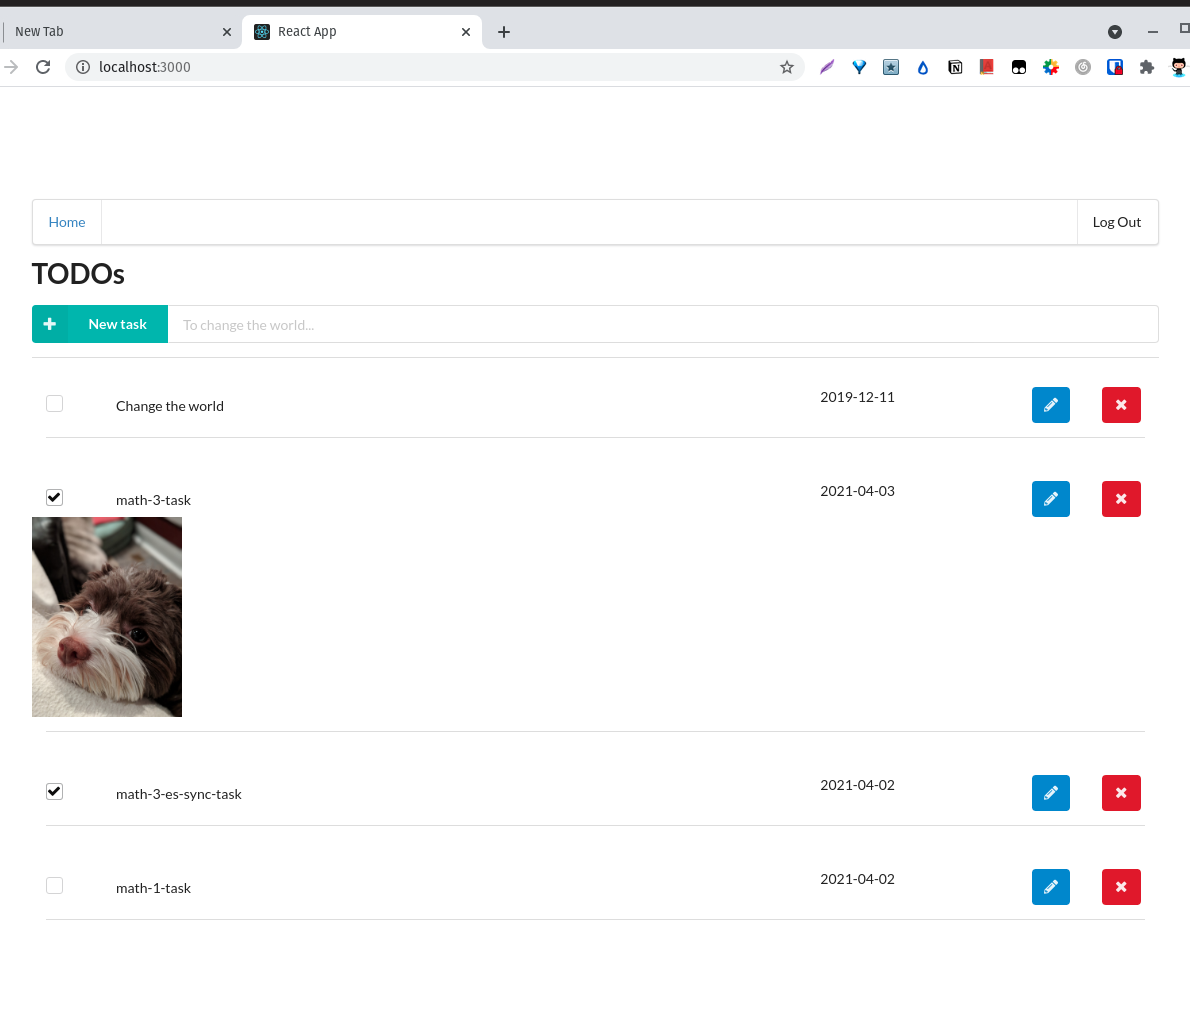 New Tab
React App
localhost:3000
Home
Log Out
TODOs
New task
To change the world...
Change the world
2019-12-11
math-3-task
2021-04-03
math-3-es-sync-task
2021-04-02
math-1-task
2021-04-02